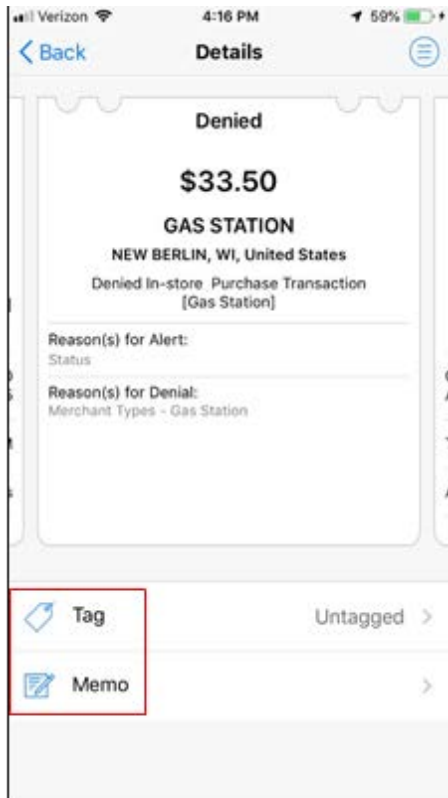 Verizon 4:16 PM 59%
Back Details
Denied
$33.50
GAS STATION
NEW BERLIN, WI, United States
Denied In-store Purchase Transaction
[Gas Station]
Reason(s) for Alert:
Status
Reason(s) for Denial:
Merchant Types - Gas Station
Tag Untagged
Memo